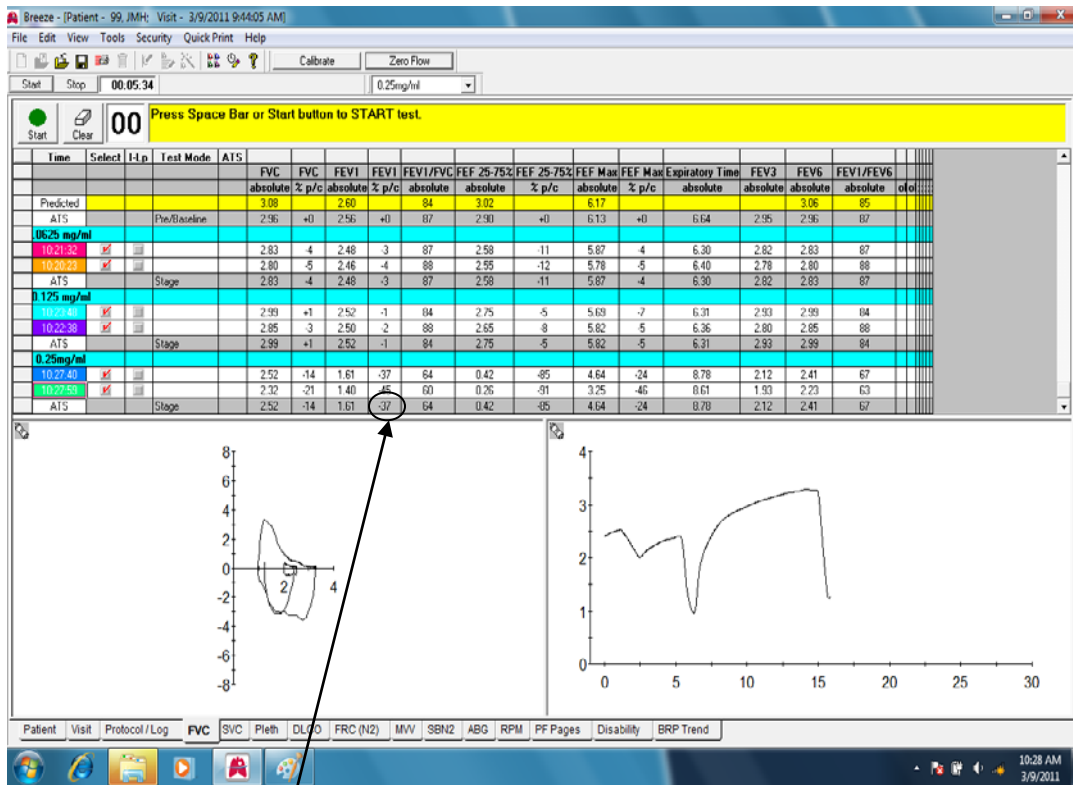 Breeze - [Patient - 99, JMH; Visit - 3/9/2011 9:44:05 AM]
File Edit View Tools Security Quick Print Help
Calibrate Zero Flow
Start Stop 00:05:34 0.25mg/ml
Start Clear 00 Press Space Bar or Start button to START test.
Time Select I-Lp Test Mode ATS
FVC FVC FEV1 FEV1 FEV1/FVC FEF 25-75% FEF 25-75% FEF Max FEF Max Expiratory Time FEV3 FEV6 FEV1/FEV6
absolute % p/c absolute % p/c absolute absolute % p/c absolute % p/c absolute absolute absolute absolute
Predicted 3.08 2.60 84 3.02 6.17 3.06 85
ATS Pre/Baseline 2.96 +0 2.56 +0 87 2.90 +0 6.13 +0 6.64 2.95 2.96 87
.0625 mg/ml
10:21:32 2.83 -4 2.48 -3 87 2.58 -11 5.87 -4 6.30 2.82 2.83 87
10:20:23 2.80 -5 2.46 -4 88 2.55 -12 5.78 -5 6.40 2.78 2.80 88
ATS Stage 2.83 -4 2.48 -3 87 2.58 -11 5.87 -4 6.30 2.82 2.83 87
0.125 mg/ml
2.99 +1 2.52 -1 84 2.75 -5 5.69 -7 6.31 2.93 2.99 84
10:22:38 2.85 -3 2.50 -2 88 2.65 -8 5.82 -5 6.36 2.80 2.85 88
ATS Stage 2.99 +1 2.52 -1 84 2.75 -5 5.82 -5 6.31 2.93 2.99 84
0.25mg/ml
10:27:40 2.52 -14 1.61 -37 64 0.42 -85 4.64 -24 8.78 2.12 2.41 67
10:27:59 2.32 -21 1.40 -45 60 0.26 -91 3.25 -46 8.61 1.93 2.23 63
ATS Stage 2.52 -14 1.61 -37 64 0.42 -85 4.64 -24 8.78 2.12 2.41 67
8
6
4
2
0
-2
-4
-6
-8
2 4
4
3
2
1
0
0 5 10 15 20 25 30
Patient Visit Protocol / Log FVC SVC Pleth DLCO FRC (N2) MVV SBN2 ABG RPM PF Pages Disability BRP Trend
10:28 AM
3/9/2011